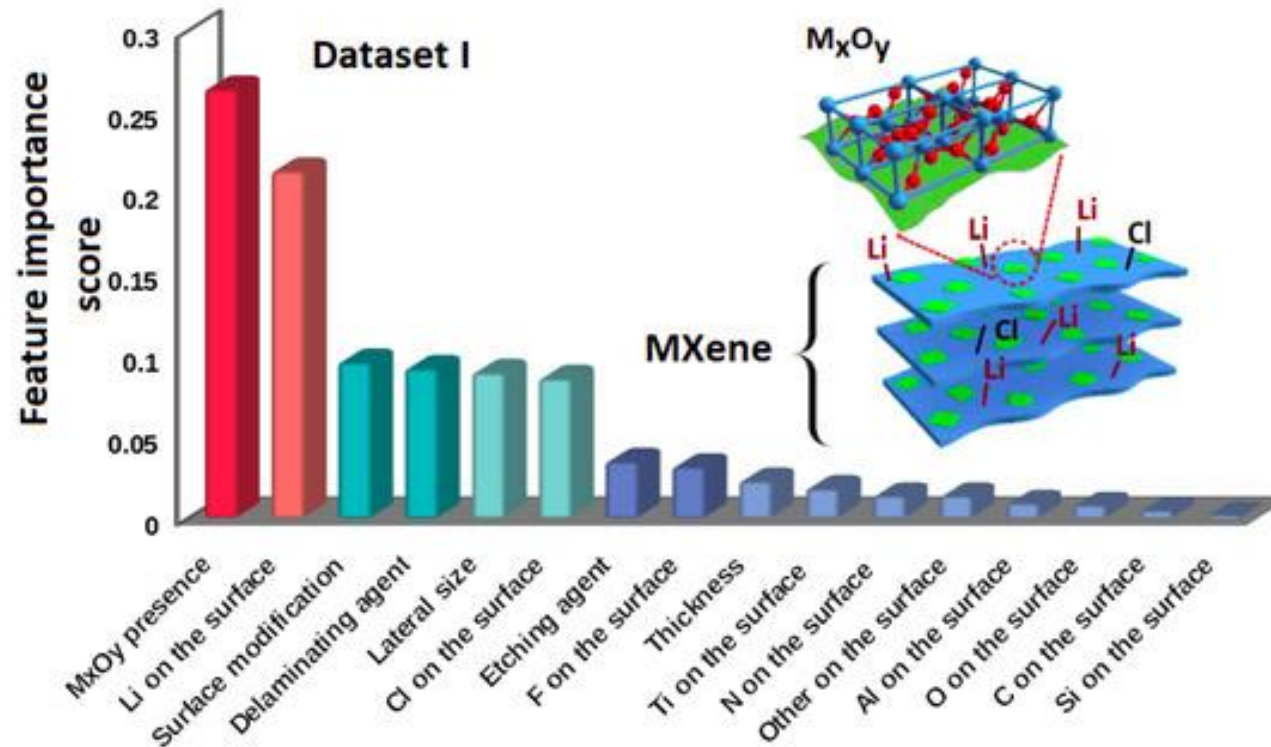 Dataset I
Feature importance
score
0.3
0.25
0.2
0.15
0.1
0.05
0
MxOy presence
Li on the surface
Surface modification
Delaminating agent
Lateral size
Cl on the surface
Etching agent
F on the surface
Thickness
Ti on the surface
N on the surface
Other on the surface
Al on the surface
O on the surface
C on the surface
Si on the surface
MxOy
Li
Li
Li
Cl
MXene
Cl
Li
Li
Li